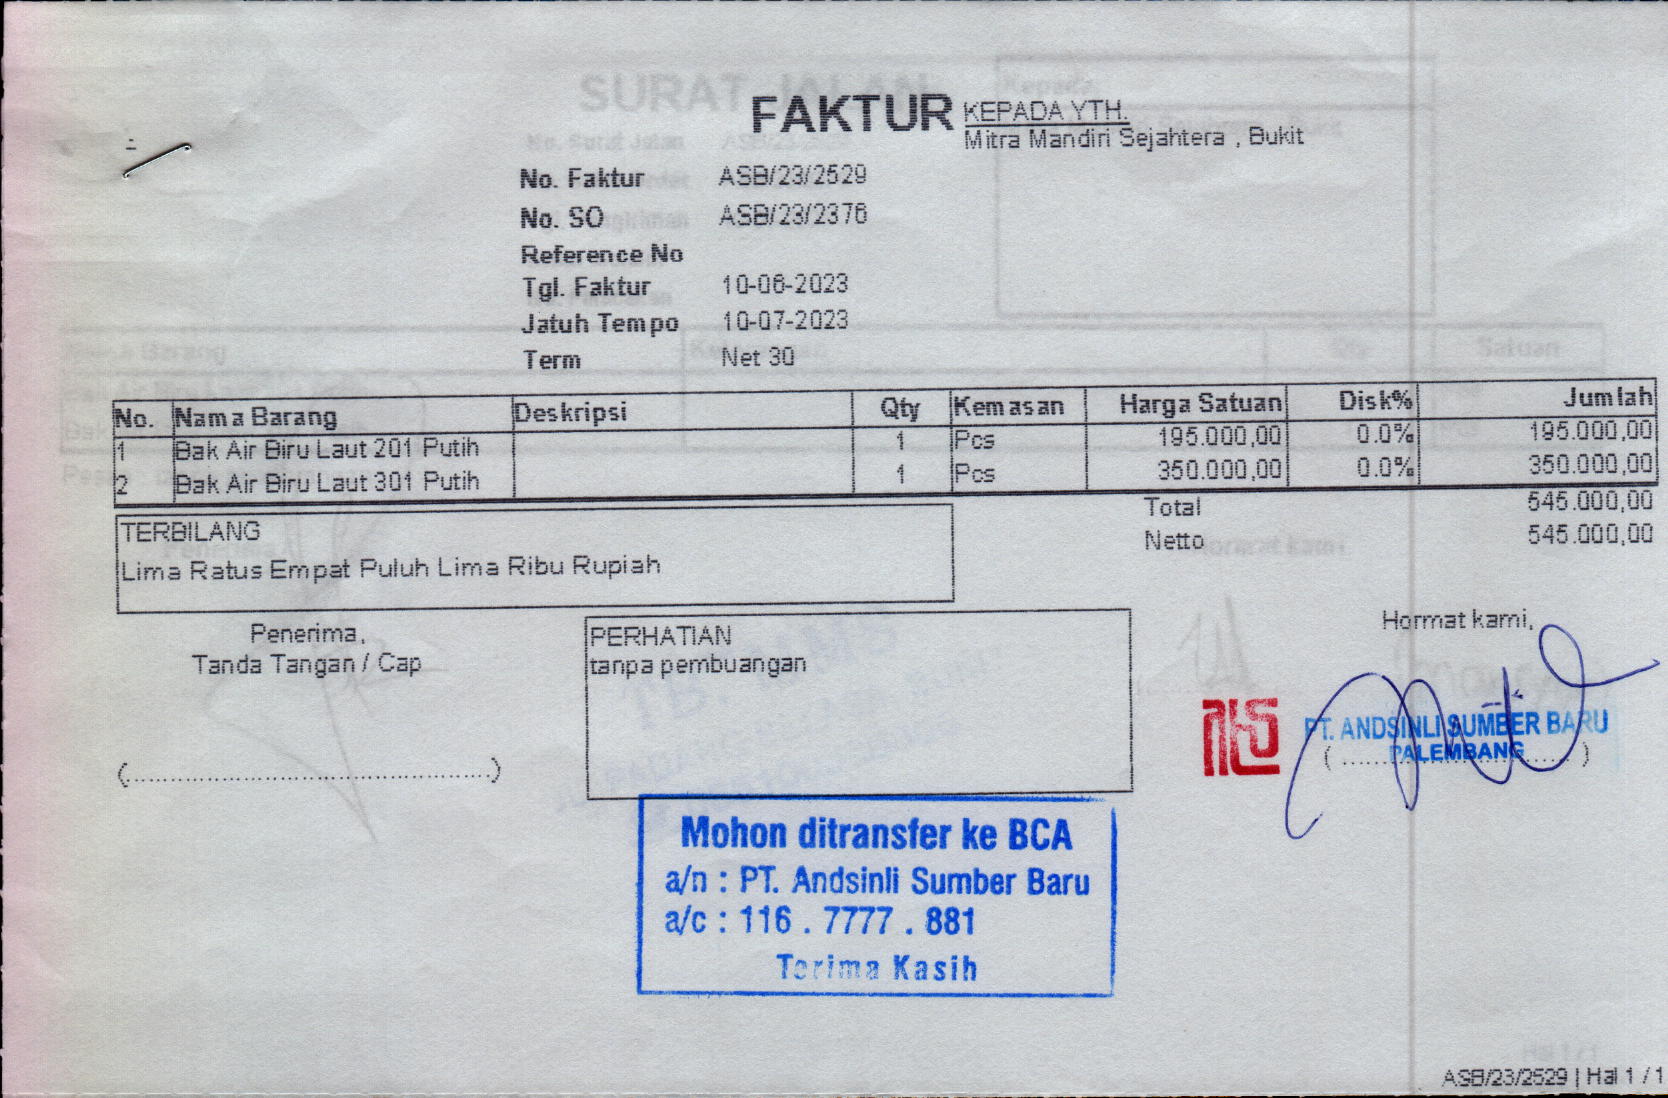 FAKTUR
KEPADA YTH.
Mitra Mandiri Sejahtera , Bukit
No. Faktur ASB/23/2529
No. SO ASB/23/2376
Reference No
Tgl. Faktur 10-06-2023
Jatuh Tempo 10-07-2023
Term Net 30
No. Nama Barang Deskripsi Qty Kemasan Harga Satuan Disk% Jumlah
1 Bak Air Biru Laut 201 Putih 1 Pcs 195.000,00 0.0% 195.000,00
2 Bak Air Biru Laut 301 Putih 1 Pcs 350.000,00 0.0% 350.000,00
Total 545.000,00
Netto 545.000,00
TERBILANG
Lima Ratus Empat Puluh Lima Ribu Rupiah
Penerima,
Tanda Tangan / Cap
(................................................)
PERHATIAN
tanpa pembuangan
Hormat kami,
PT. ANDSINLI SUMBER BARU
PALEMBANG
Mohon ditransfer ke BCA
a/n : PT. Andsinli Sumber Baru
a/c : 116 . 7777 . 881
Terima Kasih
ASB/23/2529 | Hal 1 / 1